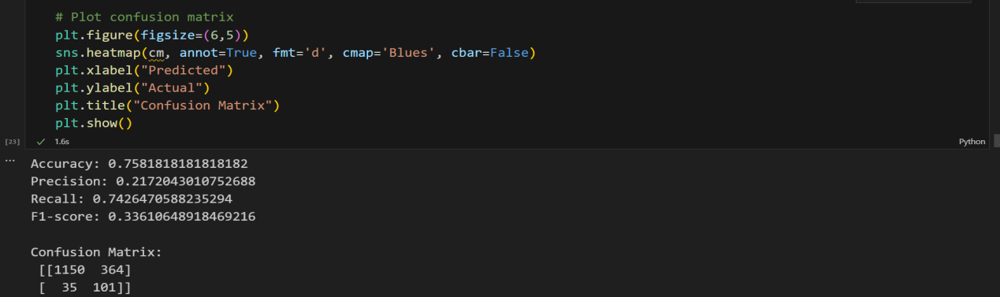 # Plot confusion matrix
plt.figure(figsize=(6,5))
sns.heatmap(cm, annot=True, fmt='d', cmap='Blues', cbar=False)
plt.xlabel("Predicted")
plt.ylabel("Actual")
plt.title("Confusion Matrix")
plt.show()
[23] ✓ 1.6s Python
... Accuracy: 0.7581818181818182
Precision: 0.2172043010752688
Recall: 0.7426470588235294
F1-score: 0.33610648918469216
Confusion Matrix:
[[1150 364]
[ 35 101]]